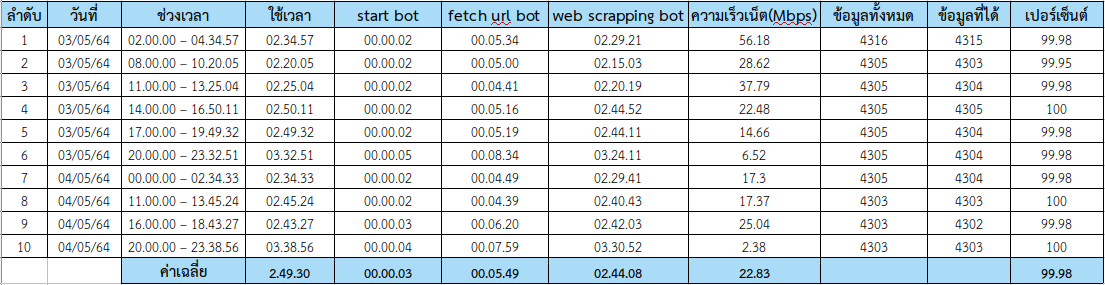 ลำดับ วันที่ ช่วงเวลา ใช้เวลา start bot fetch url bot web scrapping bot ความเร็วเน็ต(Mbps) ข้อมูลทั้งหมด ข้อมูลที่ได้ เปอร์เซ็นต์
1 03/05/64 02.00.00 – 04.34.57 02.34.57 00.00.02 00.05.34 02.29.21 56.18 4316 4315 99.98
2 03/05/64 08.00.00 – 10.20.05 02.20.05 00.00.02 00.05.00 02.15.03 28.62 4305 4303 99.95
3 03/05/64 11.00.00 – 13.25.04 02.25.04 00.00.02 00.04.41 02.20.19 37.79 4305 4304 99.98
4 03/05/64 14.00.00 – 16.50.11 02.50.11 00.00.02 00.05.16 02.44.52 22.48 4305 4305 100
5 03/05/64 17.00.00 – 19.49.32 02.49.32 00.00.02 00.05.19 02.44.11 14.66 4305 4304 99.98
6 03/05/64 20.00.00 – 23.32.51 03.32.51 00.00.05 00.08.34 03.24.11 6.52 4305 4304 99.98
7 04/05/64 00.00.00 – 02.34.33 02.34.33 00.00.02 00.04.49 02.29.41 17.3 4305 4304 99.98
8 04/05/64 11.00.00 – 13.45.24 02.45.24 00.00.02 00.04.39 02.40.43 17.37 4303 4303 100
9 04/05/64 16.00.00 – 18.43.27 02.43.27 00.00.03 00.06.20 02.42.03 25.04 4303 4302 99.98
10 04/05/64 20.00.00 – 23.38.56 03.38.56 00.00.04 00.07.59 03.30.52 2.38 4303 4303 100
ค่าเฉลี่ย 2.49.30 00.00.03 00.05.49 02.44.08 22.83 99.98